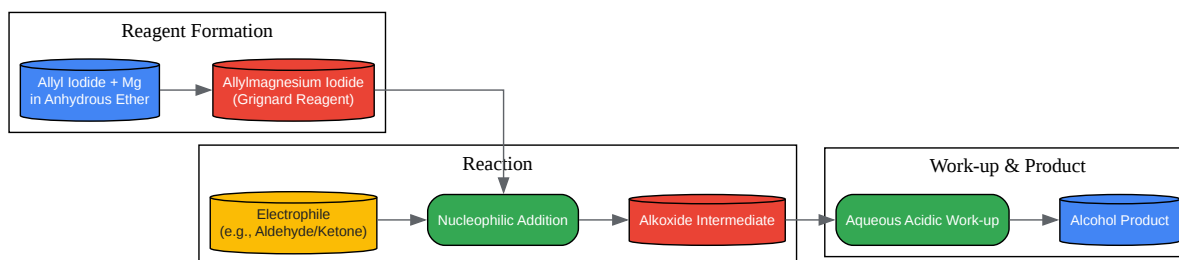 Reagent Formation
Allyl Iodide + Mg
in Anhydrous Ether
Allylmagnesium Iodide
(Grignard Reagent)
Reaction
Electrophile
(e.g., Aldehyde/Ketone)
Nucleophilic Addition
Alkoxide Intermediate
Work-up & Product
Aqueous Acidic Work-up
Alcohol Product